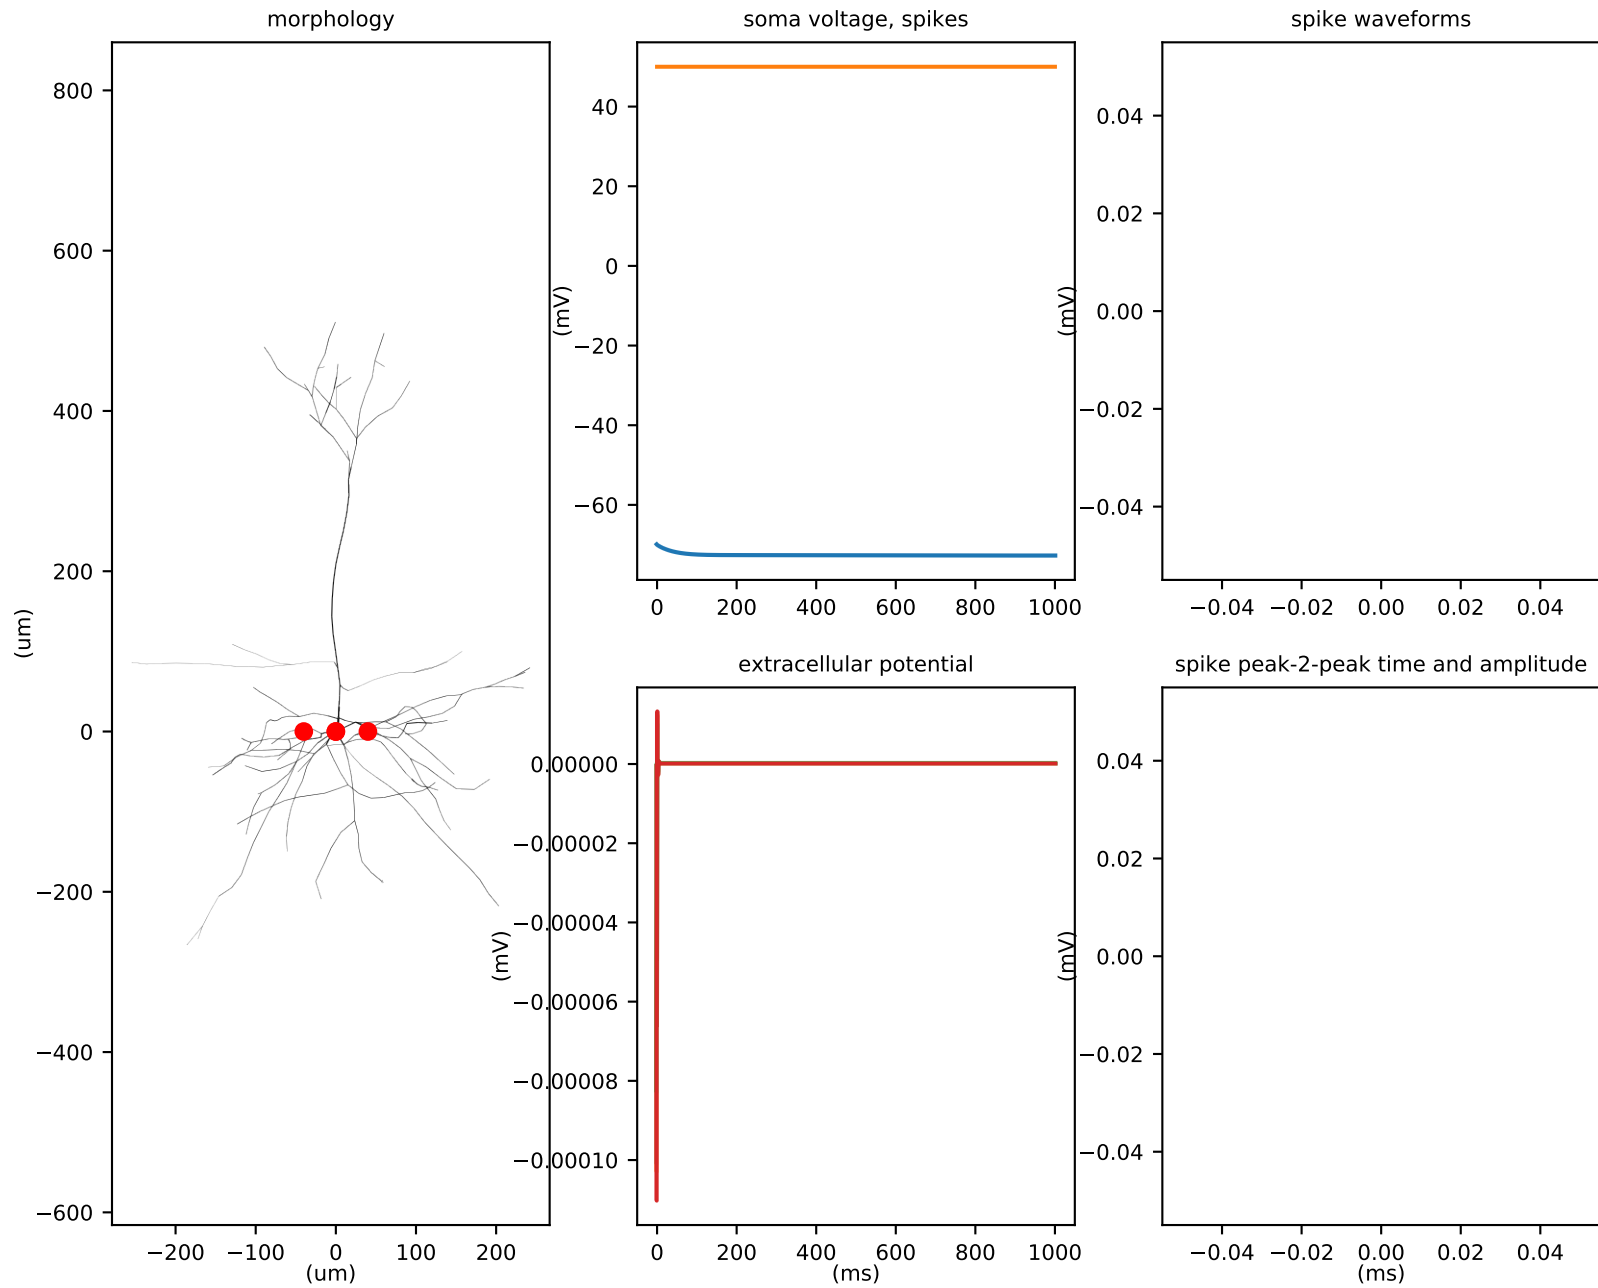 morphology
800
600
400
200
0
−200
−400
−600
(um)
−200 −100 0 100 200
(um)
soma voltage, spikes
40
20
0
−20
−40
−60
(mV)
0 200 400 600 800 1000
spike waveforms
0.04
0.02
0.00
−0.02
−0.04
(mV)
−0.04 −0.02 0.00 0.02 0.04
extracellular potential
0.00000
−0.00002
−0.00004
−0.00006
−0.00008
−0.00010
(mV)
0 200 400 600 800 1000
(ms)
spike peak-2-peak time and amplitude
0.04
0.02
0.00
−0.02
−0.04
(mV)
−0.04 −0.02 0.00 0.02 0.04
(ms)